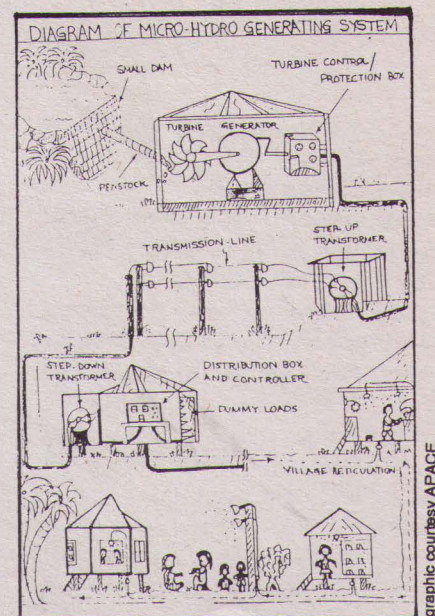 DIAGRAM OF MICRO-HYDRO GENERATING SYSTEM
SMALL DAM
TURBINE CONTROL/
PROTECTION BOX
TURBINE GENERATOR
PENSTOCK
STEP-UP
TRANSFORMER
TRANSMISSION-LINE
STEP-DOWN
TRANSFORMER
DISTRIBUTION BOX
AND CONTROLLER
DUMMY LOADS
VILLAGE RETICULATION
raphic courtesy APACE